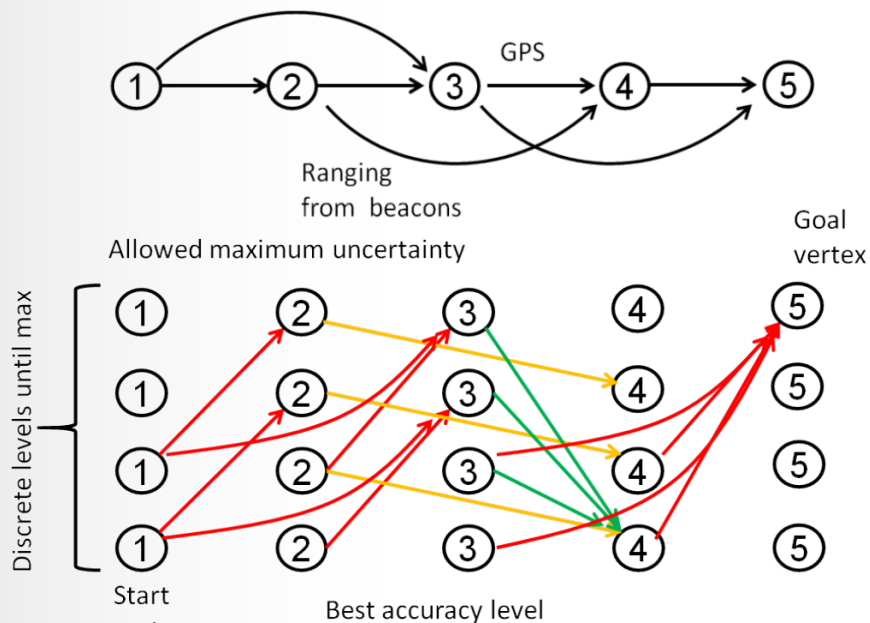 GPS
1 2 3 4 5
Ranging
from beacons
Goal
vertex
Allowed maximum uncertainty
Discrete levels until max
1 2 3 4 5
1 2 3 4 5
1 2 3 4 5
1 2 3 4 5
Start
Best accuracy level